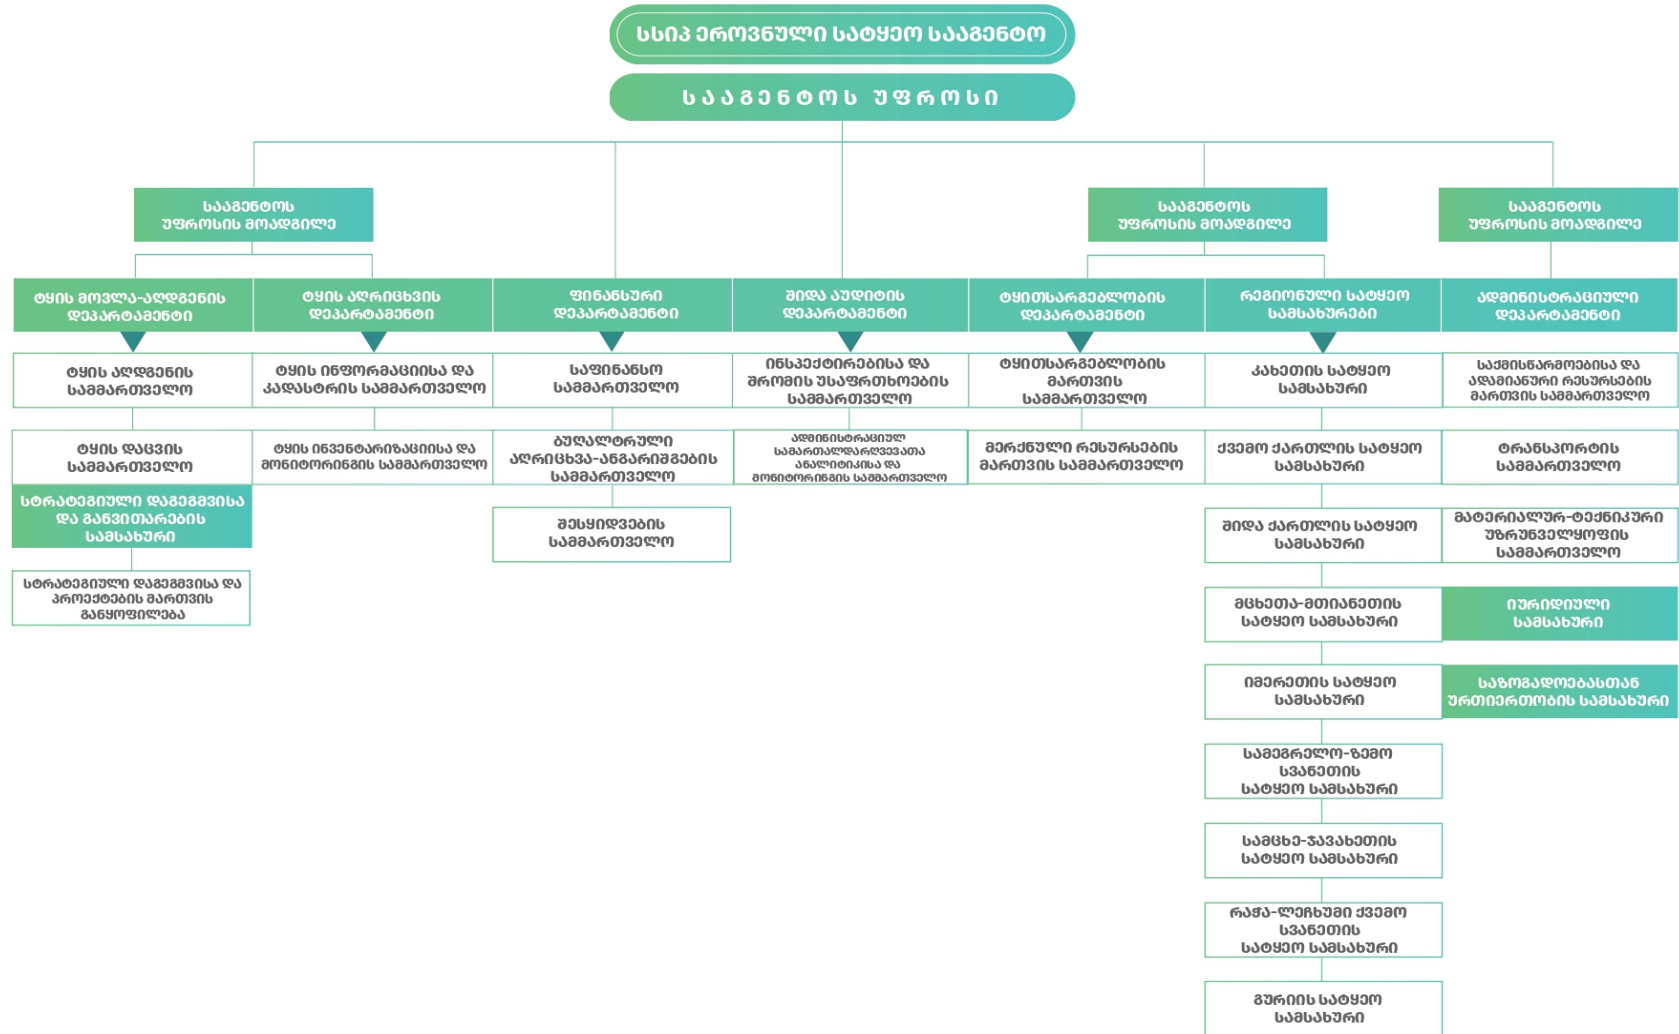 სსიპ ეროვნული სატყეო სააგენტო
სააგენტოს უფროსი
სააგენტოს
უფროსის მოადგილე
სააგენტოს
უფროსის მოადგილე
სააგენტოს
უფროსის მოადგილე
ტყის მოვლა-აღდგენის
დეპარტამენტი
ტყის აღრიცხვის
დეპარტამენტი
ფინანსური
დეპარტამენტი
შიდა აუდიტის
დეპარტამენტი
ტყითსარგებლობის
დეპარტამენტი
რეგიონული სატყეო
სამსახურები
ადმინისტრაციული
დეპარტამენტი
ტყის აღდგენის
სამმართველო
ტყის დაცვის
სამმართველო
სტრატეგიული დაგეგმვისა
და განვითარების
სამსახური
სტრატეგიული დაგეგმვისა და
პროექტების მართვის
განყოფილება
ტყის ინფორმაციისა და
კადასტრის სამმართველო
ტყის ინვენტარიზაციისა და
მონიტორინგის სამმართველო
საფინანსო
სამმართველო
ბუღალტრული
აღრიცხვა-ანგარიშგების
სამმართველო
შესყიდვების
სამმართველო
ინსპექტირებისა და
შრომის უსაფრთხოების
სამმართველო
ადმინისტრაციულ
სამართალდარღვევათა
ანალიტიკისა და
მონიტორინგის სამმართველო
ტყითსარგებლობის
მართვის
სამმართველო
მერქნული რესურსების
მართვის სამმართველო
კახეთის სატყეო
სამსახური
ქვემო ქართლის სატყეო
სამსახური
შიდა ქართლის სატყეო
სამსახური
მცხეთა-მთიანეთის
სატყეო სამსახური
იმერეთის სატყეო
სამსახური
სამეგრელო-ზემო
სვანეთის
სატყეო სამსახური
სამცხე-ჯავახეთის
სატყეო სამსახური
რაჭა-ლეჩხუმი ქვემო
სვანეთის
სატყეო სამსახური
გურიის სატყეო
სამსახური
საქმისწარმოებისა და
ადამიანური რესურსების
მართვის სამმართველო
ტრანსპორტის
სამმართველო
მატერიალურ-ტექნიკური
უზრუნველყოფის
სამმართველო
იურიდიული
სამსახური
საზოგადოებასთან
ურთიერთობის სამსახური